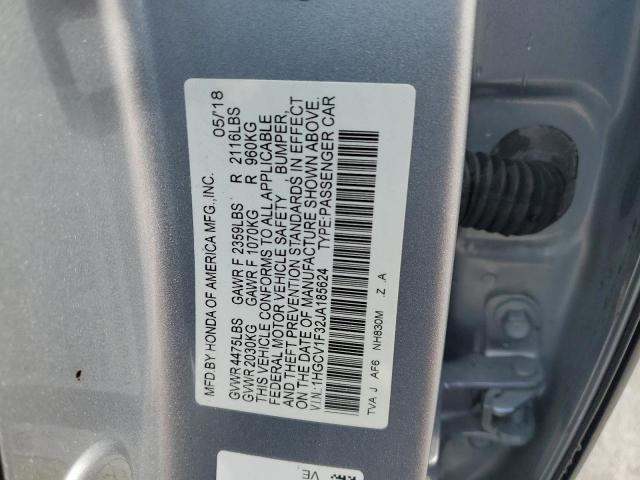 MFD.BY HONDA OF AMERICA MFG.,INC. 05/'18
GVWR 4475LBS GAWR F 2359LBS R 2116LBS
GVWR 2030KG GAWR F 1070KG R 960KG
THIS VEHICLE CONFORMS TO ALL APPLICABLE
FEDERAL MOTOR VEHICLE SAFETY, BUMPER,
AND THEFT PREVENTION STANDARDS IN EFFECT
ON THE DATE OF MANUFACTURE SHOWN ABOVE.
V.I.N.:1HGCV1F32JA185624 TYPE:PASSENGER CAR
TVA J AF6 NH830M .Z .A
VE